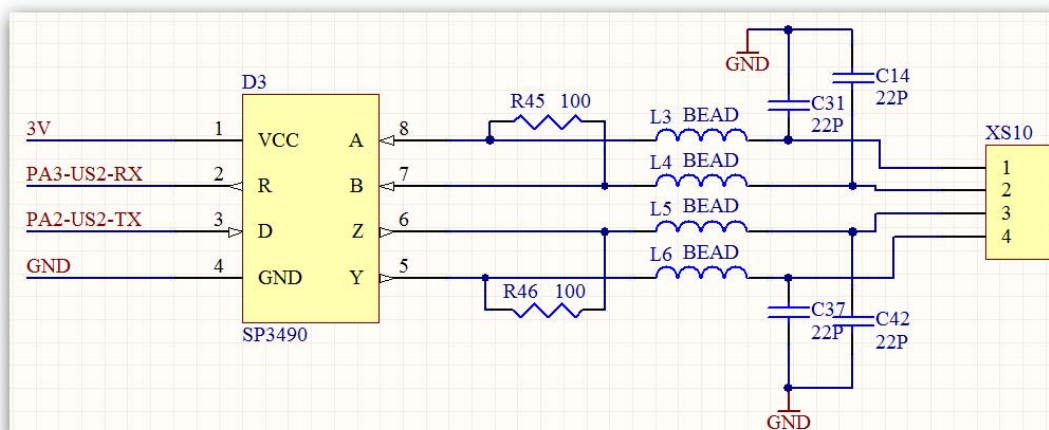 GND
D3
C14
22P
R45 100
L3 BEAD
C31
22P
XS10
3V
1
VCC
A
8
1
PA3-US2-RX
2
R
B
7
L4
BEAD
2
PA2-US2-TX
3
D
Z
6
L5
BEAD
3
GND
4
GND
Y
5
L6
BEAD
4
R46 100
C37
22P
C42
22P
SP3490
GND